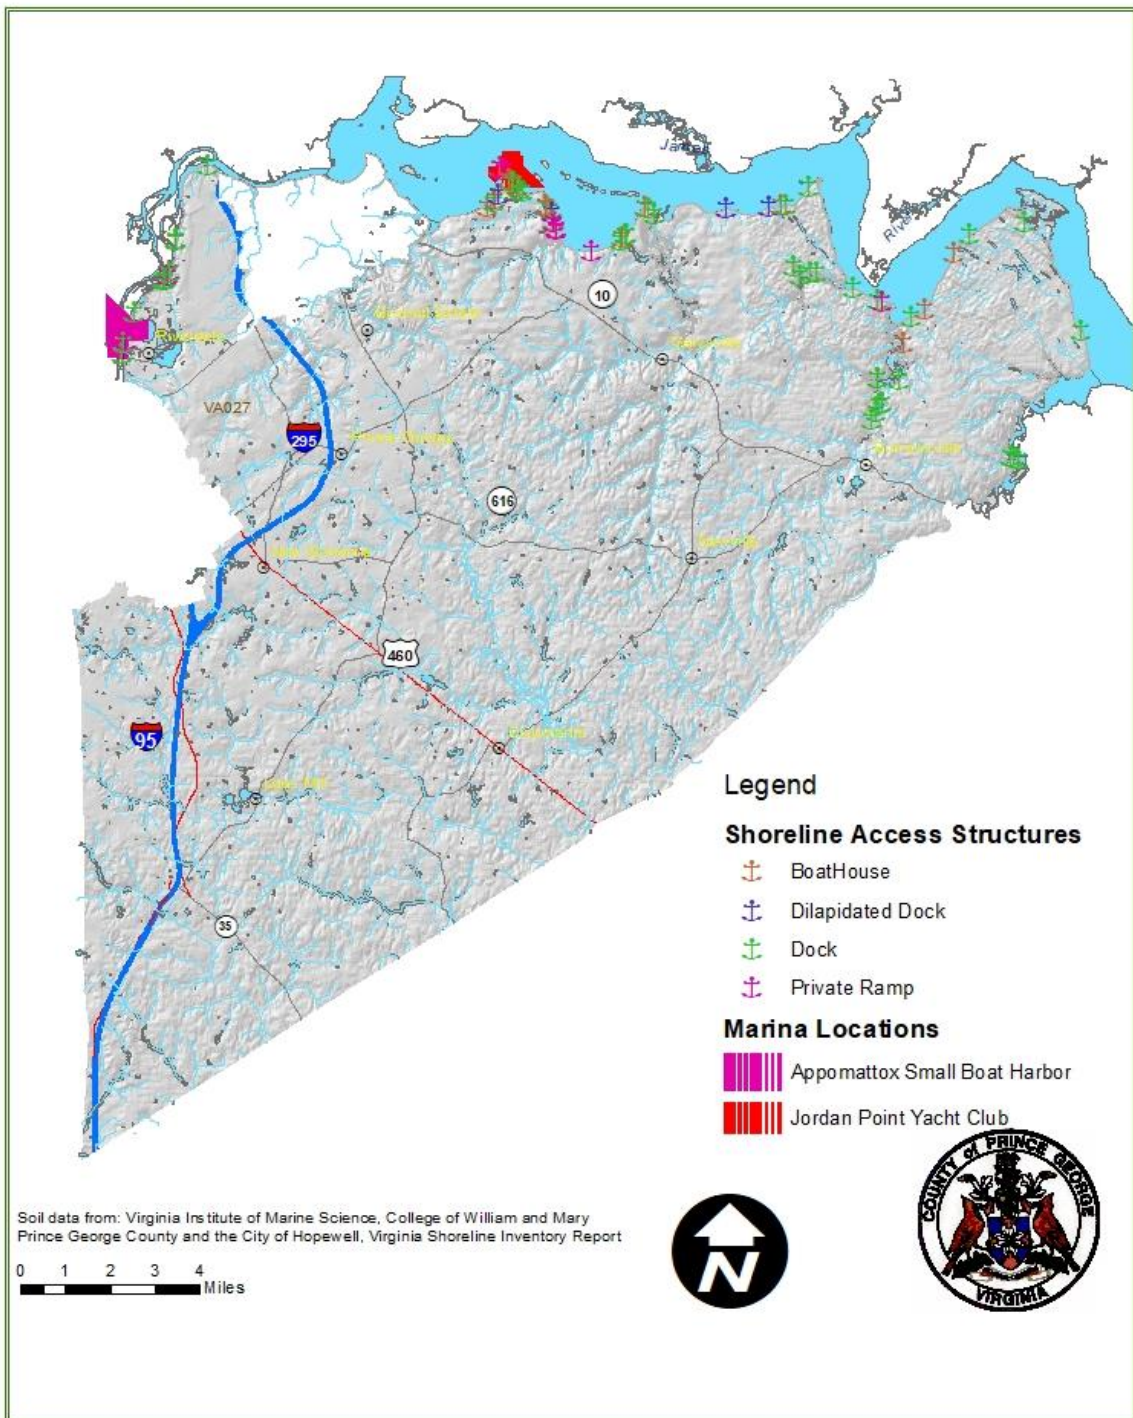 James
River
10
VA027
295
616
460
95
35
Legend
Shoreline Access Structures
BoatHouse
Dilapidated Dock
Dock
Private Ramp
Marina Locations
Appomattox Small Boat Harbor
Jordan Point Yacht Club
COUNTY of PRINCE GEORGE
VIRGINIA
Soil data from: Virginia Institute of Marine Science, College of William and Mary
Prince George County and the City of Hopewell, Virginia Shoreline Inventory Report
0 1 2 3 4
Miles
N